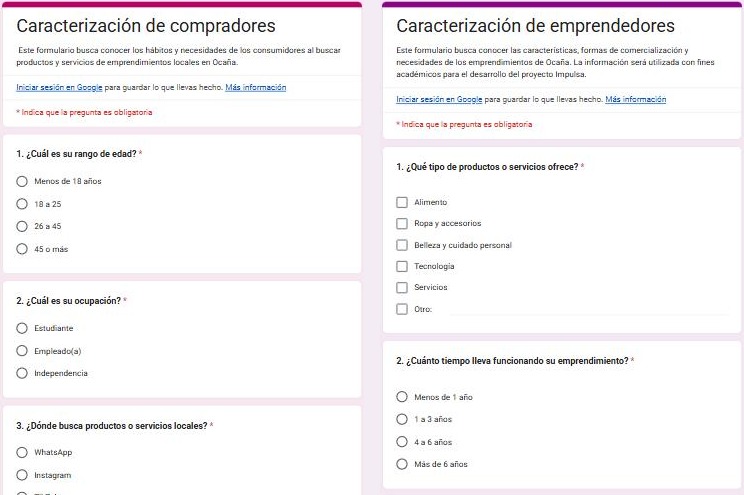 Caracterización de compradores
Este formulario busca conocer los hábitos y necesidades de los consumidores al buscar
productos y servicios de emprendimientos locales en Ocaña.
Iniciar sesión en Google para guardar lo que llevas hecho. Más información
* Indica que la pregunta es obligatoria
1. ¿Cuál es su rango de edad? *
Menos de 18 años
18 a 25
26 a 45
45 o más
2. ¿Cuál es su ocupación? *
Estudiante
Empleado(a)
Independencia
3. ¿Dónde busca productos o servicios locales? *
WhatsApp
Instagram
Caracterización de emprendedores
Este formulario busca conocer las características, formas de comercialización y
necesidades de los emprendimientos de Ocaña. La información será utilizada con fines
académicos para el desarrollo del proyecto Impulsa.
Iniciar sesión en Google para guardar lo que llevas hecho. Más información
* Indica que la pregunta es obligatoria
1. ¿Qué tipo de productos o servicios ofrece? *
Alimento
Ropa y accesorios
Belleza y cuidado personal
Tecnología
Servicios
Otro:
2. ¿Cuánto tiempo lleva funcionando su emprendimiento? *
Menos de 1 año
1 a 3 años
4 a 6 años
Más de 6 años